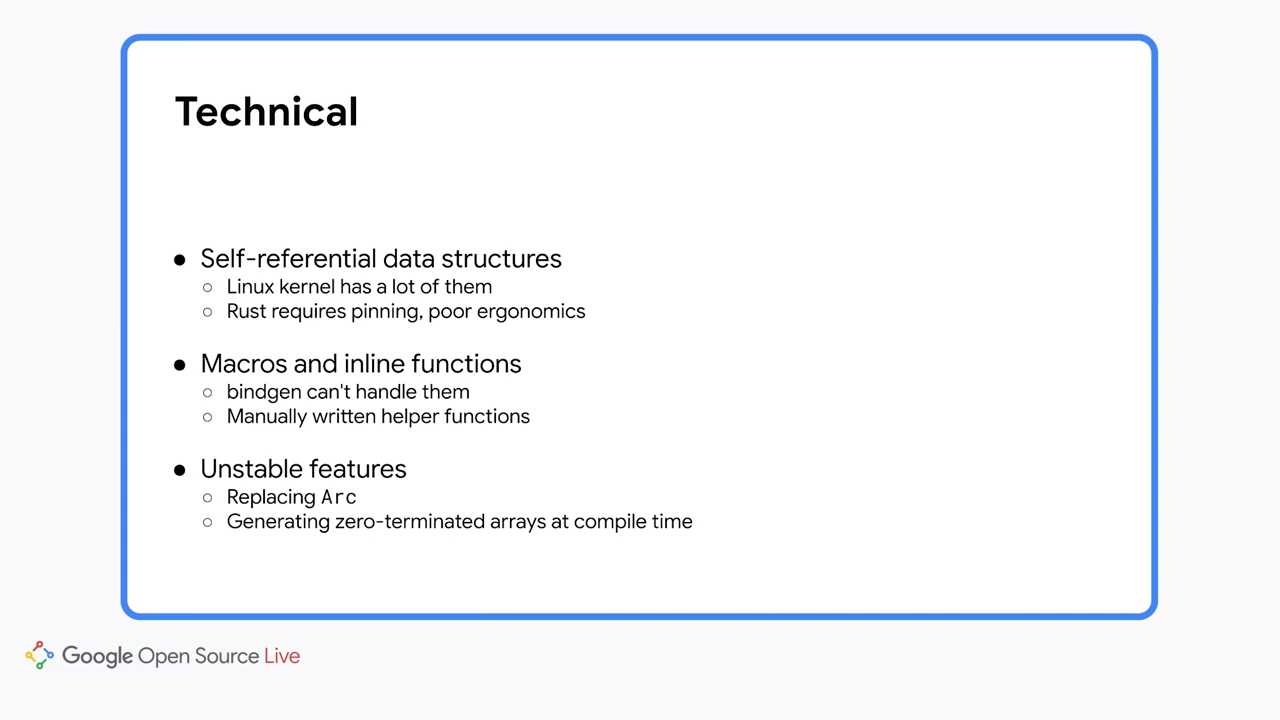 Technical
● Self-referential data structures
○ Linux kernel has a lot of them
○ Rust requires pinning, poor ergonomics
● Macros and inline functions
○ bindgen can't handle them
○ Manually written helper functions
● Unstable features
○ Replacing Arc
○ Generating zero-terminated arrays at compile time
Google Open Source Live